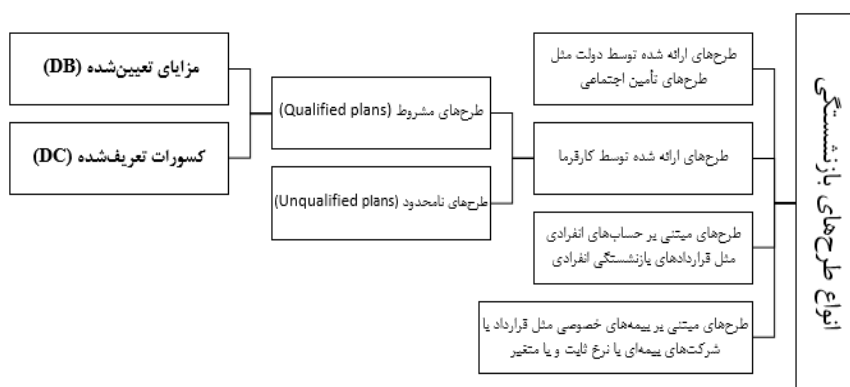 انواع طرح‌های بازنشستگی
طرح‌های ارائه شده توسط دولت مثل
طرح‌های تأمین اجتماعی
طرح‌های ارائه شده توسط کارفرما
طرح‌های مبتنی بر حساب‌های انفرادی
مثل قراردادهای بازنشستگی انفرادی
طرح‌های مبتنی بر بیمه‌های خصوصی مثل قرارداد با
شرکت‌های بیمه‌ای با نرخ ثابت و یا متغیر
طرح‌های مشروط (Qualified plans)
طرح‌های نامحدود (Unqualified plans)
مزایای تعیین‌شده (DB)
کسورات تعریف‌شده (DC)